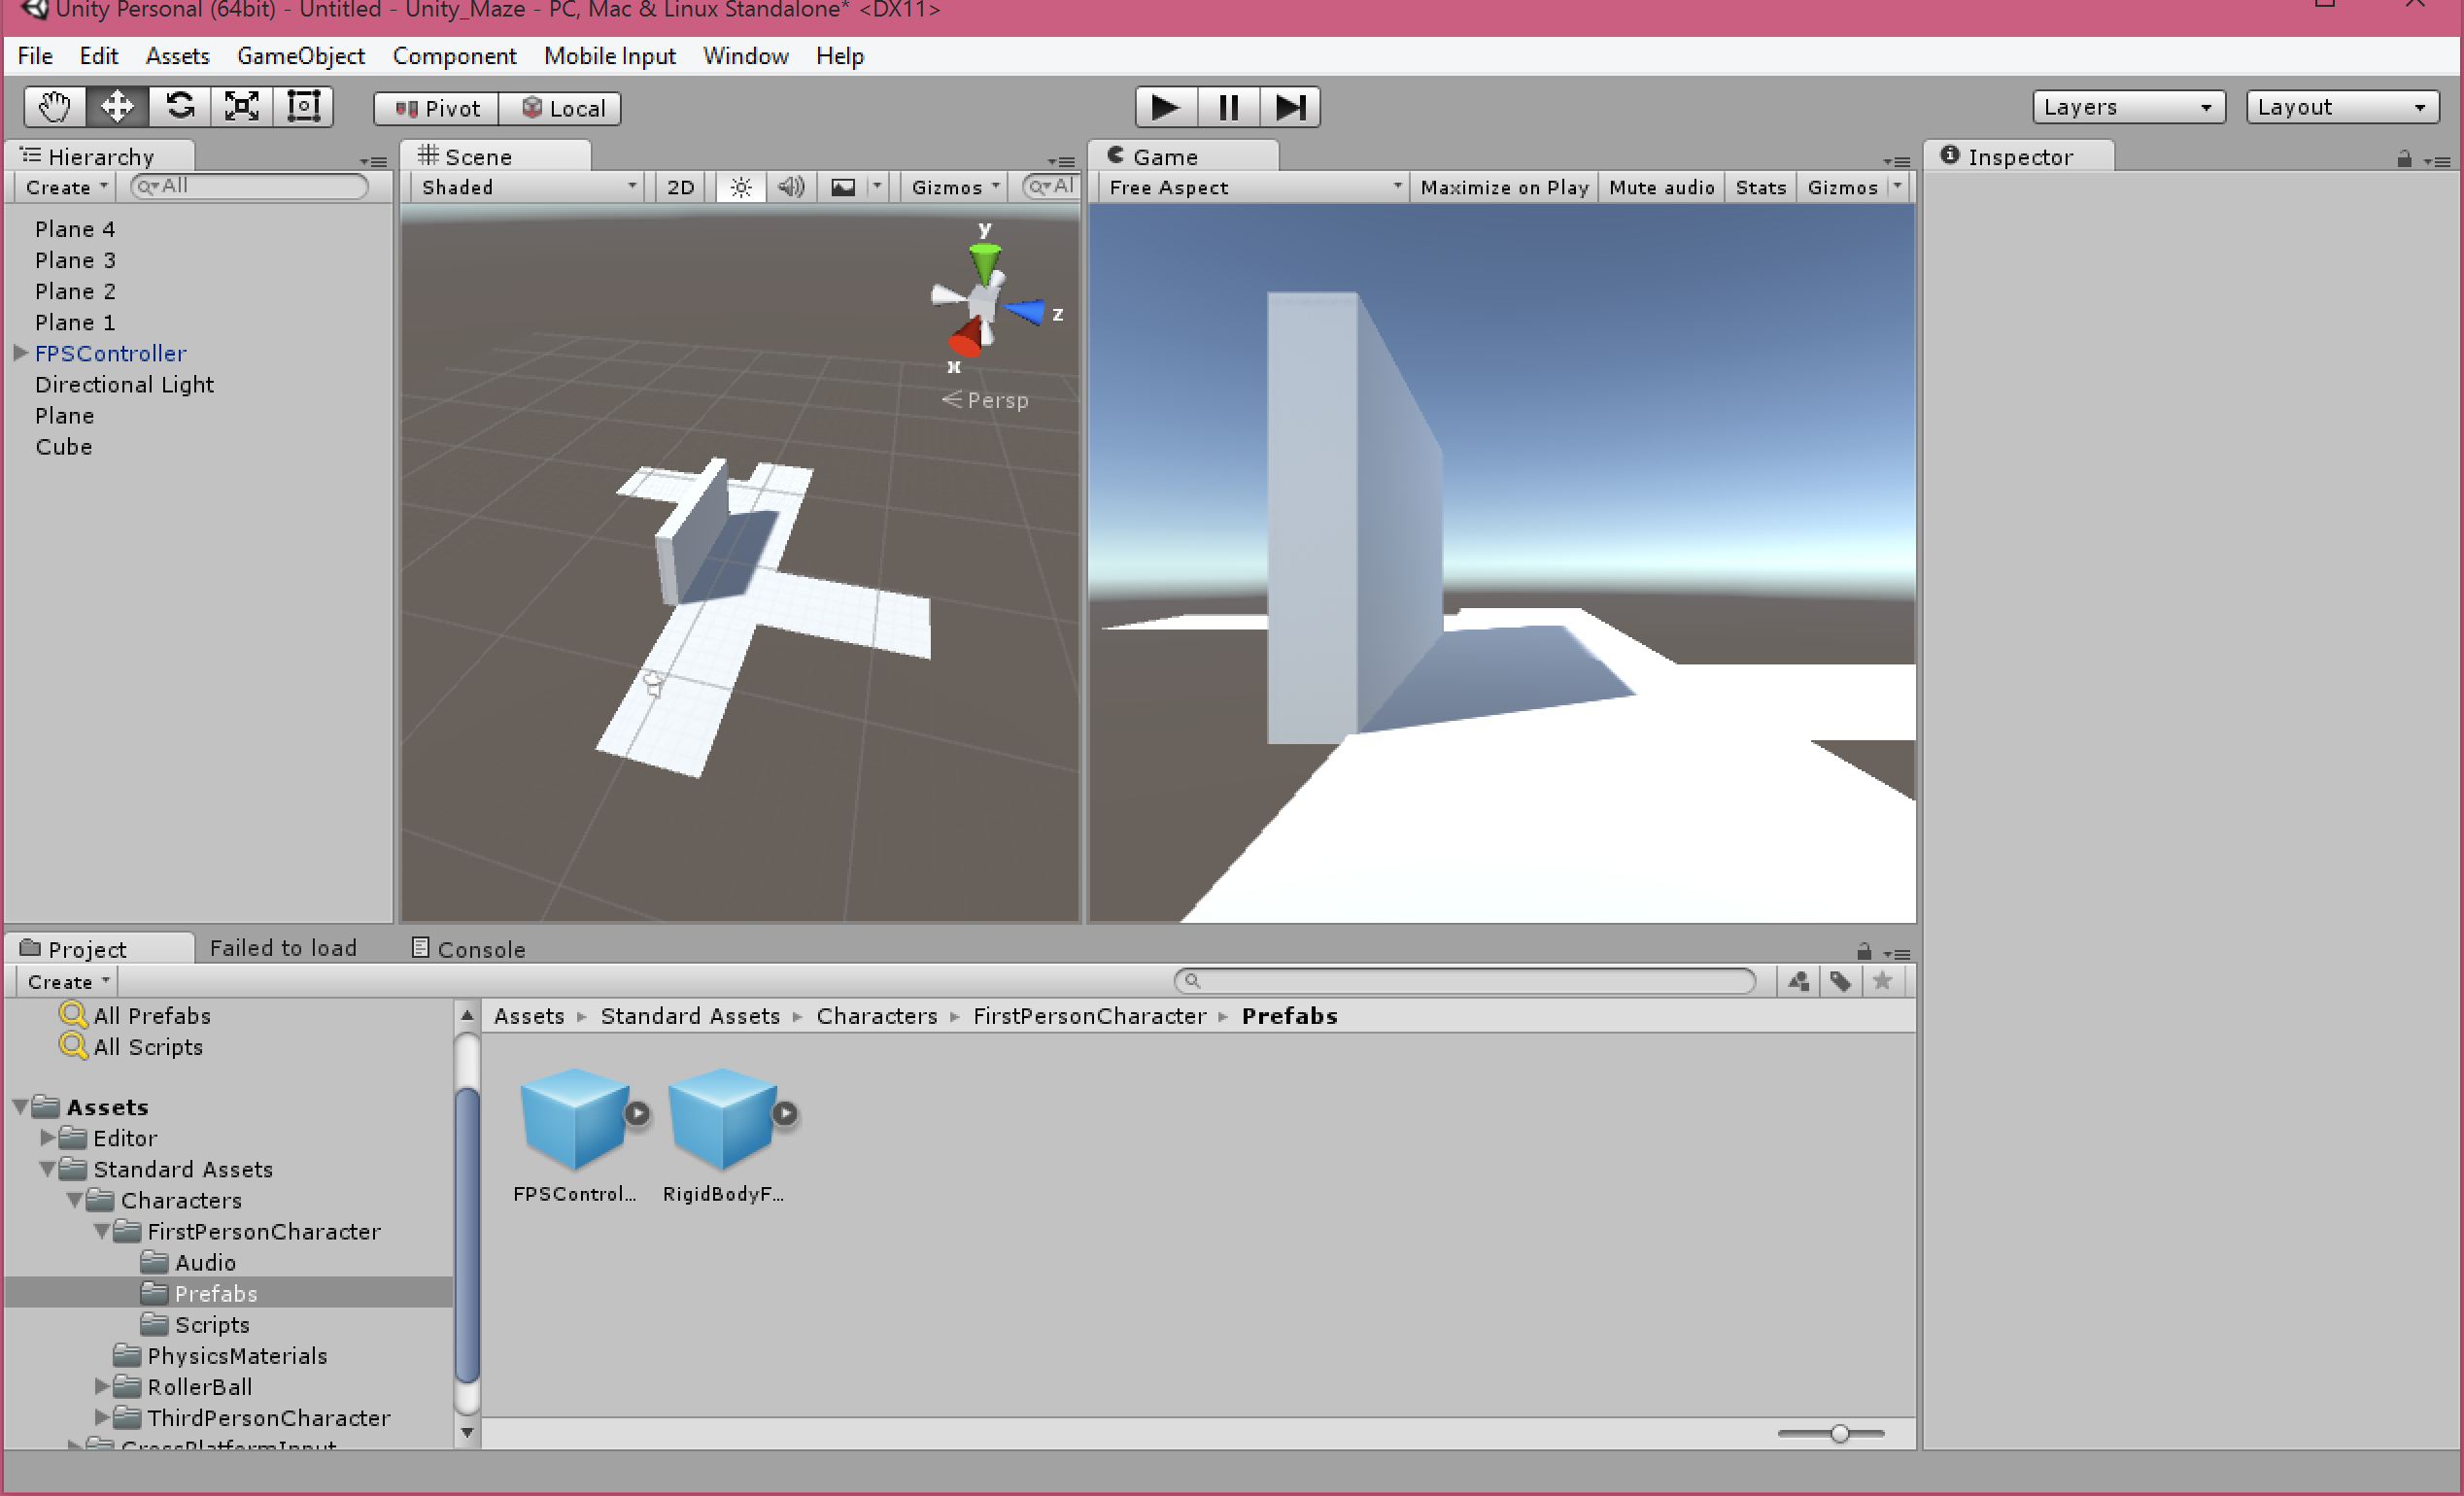 Unity Personal (64bit) - Untitled - Unity_Maze - PC, Mac & Linux Standalone* <DX11>
File Edit Assets GameObject Component Mobile Input Window Help
Pivot Local Layers Layout
Hierarchy
Create All
Plane 4
Plane 3
Plane 2
Plane 1
FPSController
Directional Light
Plane
Cube
Scene
Shaded 2D Gizmos Al
y
z
x
Persp
Game
Free Aspect Maximize on Play Mute audio Stats Gizmos
Inspector
Project Failed to load Console
Create
All Prefabs
All Scripts
Assets
Editor
Standard Assets
Characters
FirstPersonCharacter
Audio
Prefabs
Scripts
PhysicsMaterials
RollerBall
ThirdPersonCharacter
CrossPlatformInput
Assets Standard Assets Characters FirstPersonCharacter Prefabs
FPSControl... RigidBodyF...